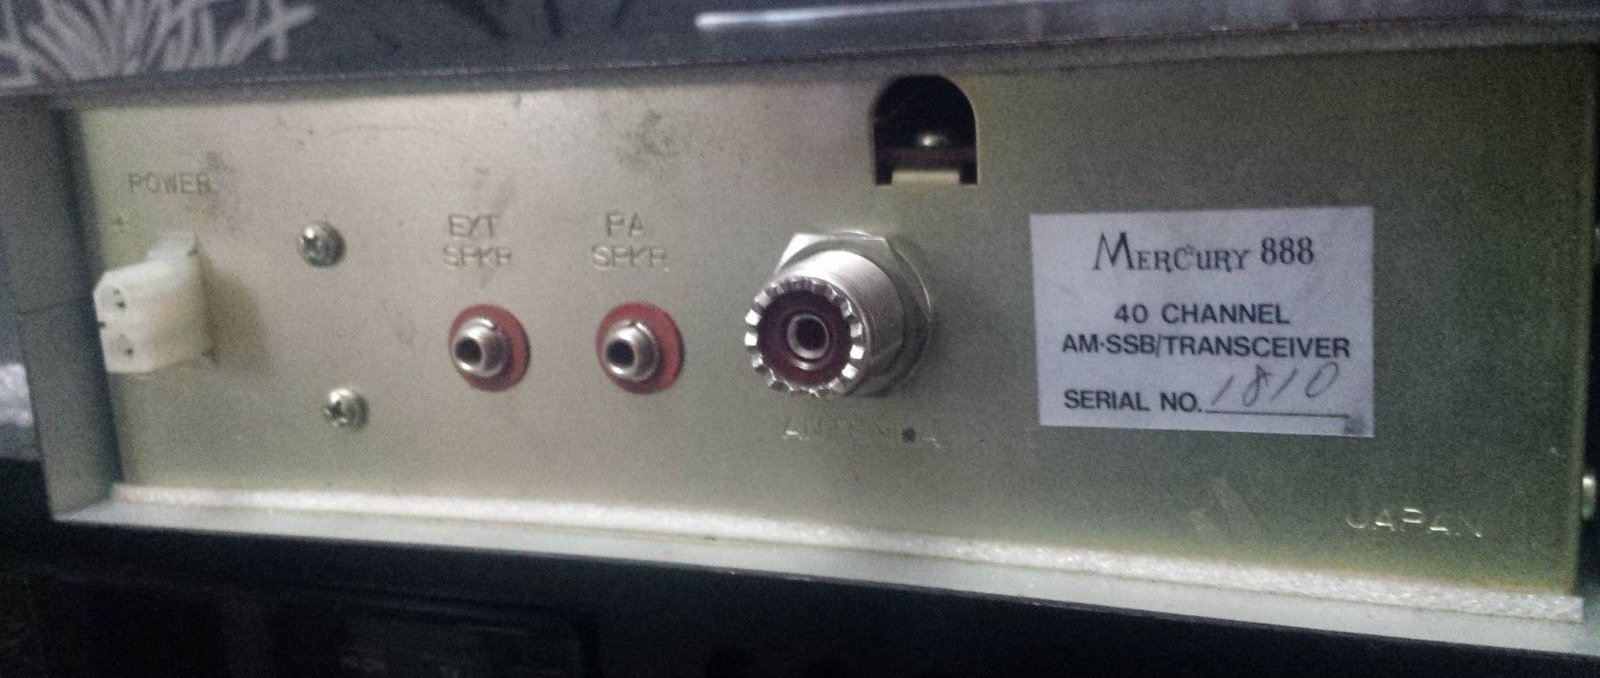 POWER
+
EXT
SPKR
PA
SPKR
ANTENNA
MERCURY 888
40 CHANNEL
AM-SSB/TRANSCEIVER
SERIAL NO. 1810
JAPAN